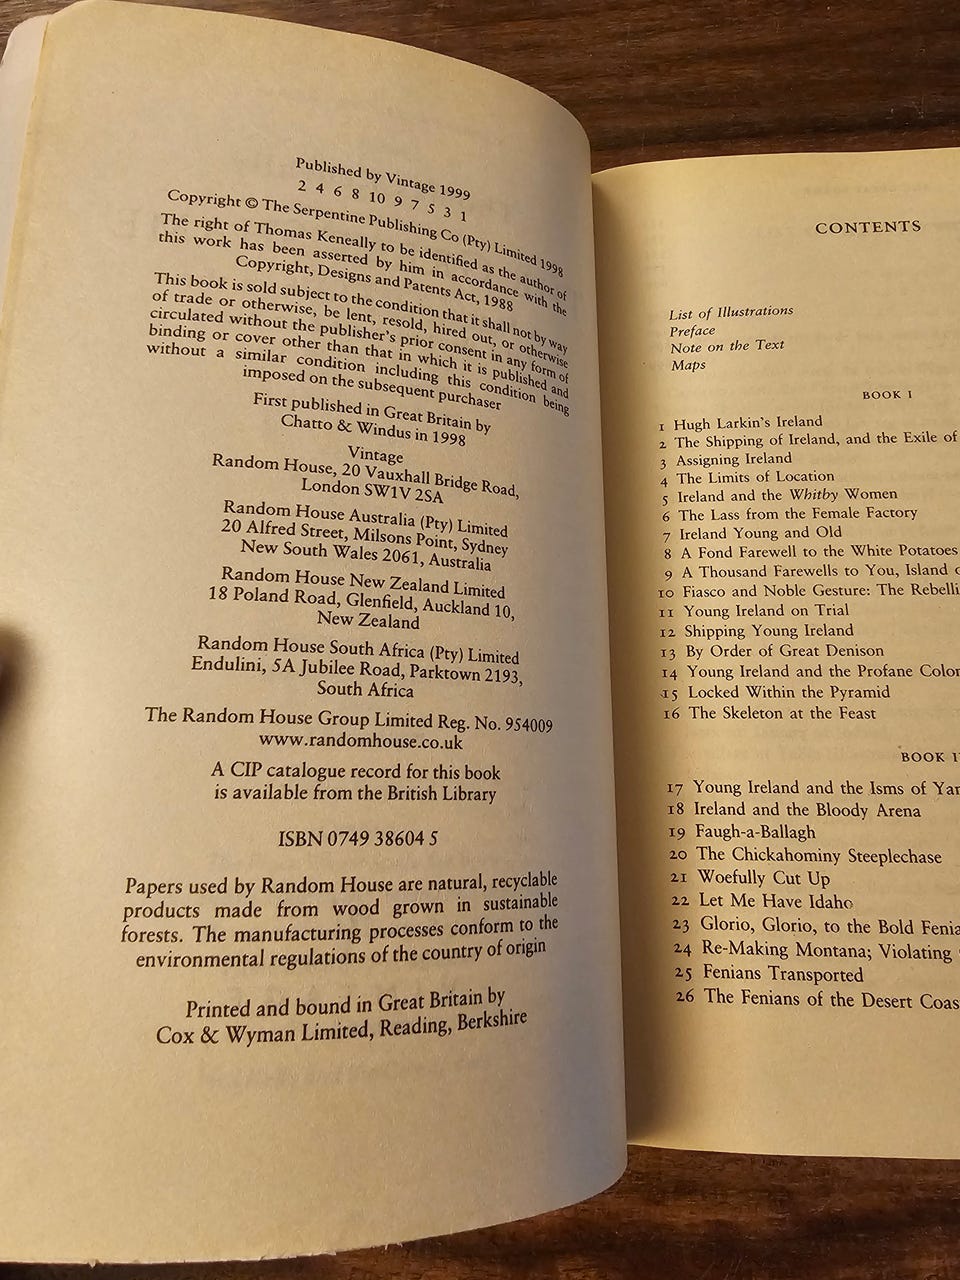 Published by Vintage 1999
2 4 6 8 10 9 7 5 3 1
Copyright © The Serpentine Publishing Co (Pty) Limited 1998
The right of Thomas Keneally to be identified as the author of
this work has been asserted by him in accordance with the
Copyright, Designs and Patents Act, 1988
This book is sold subject to the condition that it shall not by way
of trade or otherwise, be lent, resold, hired out, or otherwise
circulated without the publisher's prior consent in any form of
binding or cover other than that in which it is published and
without a similar condition including this condition being
imposed on the subsequent purchaser
First published in Great Britain by
Chatto & Windus in 1998
Vintage
Random House, 20 Vauxhall Bridge Road,
London SW1V 2SA
Random House Australia (Pty) Limited
20 Alfred Street, Milsons Point, Sydney
New South Wales 2061, Australia
Random House New Zealand Limited
18 Poland Road, Glenfield, Auckland 10,
New Zealand
Random House South Africa (Pty) Limited
Endulini, 5A Jubilee Road, Parktown 2193,
South Africa
The Random House Group Limited Reg. No. 954009
www.randomhouse.co.uk
A CIP catalogue record for this book
is available from the British Library
ISBN 0749 38604 5
Papers used by Random House are natural, recyclable
products made from wood grown in sustainable
forests. The manufacturing processes conform to the
environmental regulations of the country of origin
Printed and bound in Great Britain by
Cox & Wyman Limited, Reading, Berkshire
CONTENTS
List of Illustrations
Preface
Note on the Text
Maps
BOOK I
1 Hugh Larkin's Ireland
2 The Shipping of Ireland, and the Exile of
3 Assigning Ireland
4 The Limits of Location
5 Ireland and the Whitby Women
6 The Lass from the Female Factory
7 Ireland Young and Old
8 A Fond Farewell to the White Potatoes
9 A Thousand Farewells to You, Island
10 Fiasco and Noble Gesture: The Rebelli
11 Young Ireland on Trial
12 Shipping Young Ireland
13 By Order of Great Denison
14 Young Ireland and the Profane Color
15 Locked Within the Pyramid
16 The Skeleton at the Feast
BOOK I
17 Young Ireland and the Isms of Yan
18 Ireland and the Bloody Arena
19 Faugh-a-Ballagh
20 The Chickahominy Steeplechase
21 Woefully Cut Up
22 Let Me Have Idaho
23 Glorio, Glorio, to the Bold Fenia
24 Re-Making Montana; Violating
25 Fenians Transported
26 The Fenians of the Desert Coas